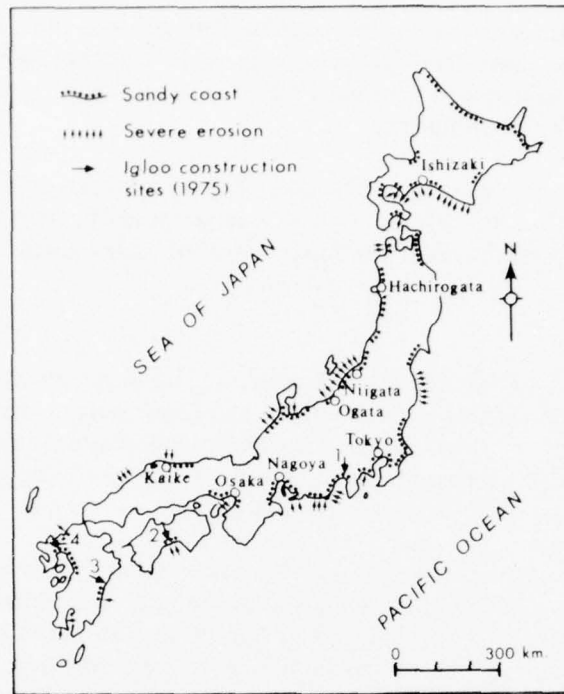 Sandy coast
Severe erosion
Igloo construction
sites (1975)
Ishizaki
N
SEA OF JAPAN
Hachirogata
Niigata
Ogata
Tokyo
1
Nagoya
Kaike
Osaka
2
4
3
PACIFIC OCEAN
0 300 km.